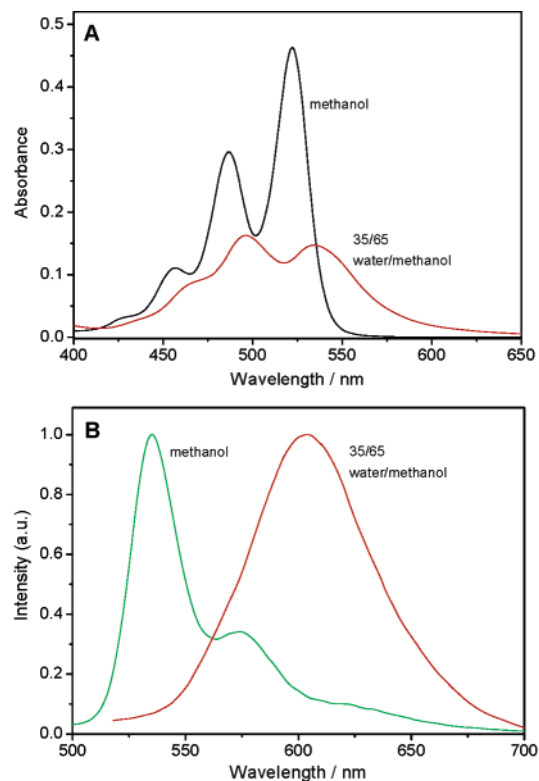 A
0.5
0.4
0.3
0.2
0.1
0.0
Absorbance
methanol
35/65
water/methanol
400 450 500 550 600 650
Wavelength / nm
B
1.0
0.8
0.6
0.4
0.2
0.0
Intensity (a.u.)
methanol
35/65
water/methanol
500 550 600 650 700
Wavelength / nm